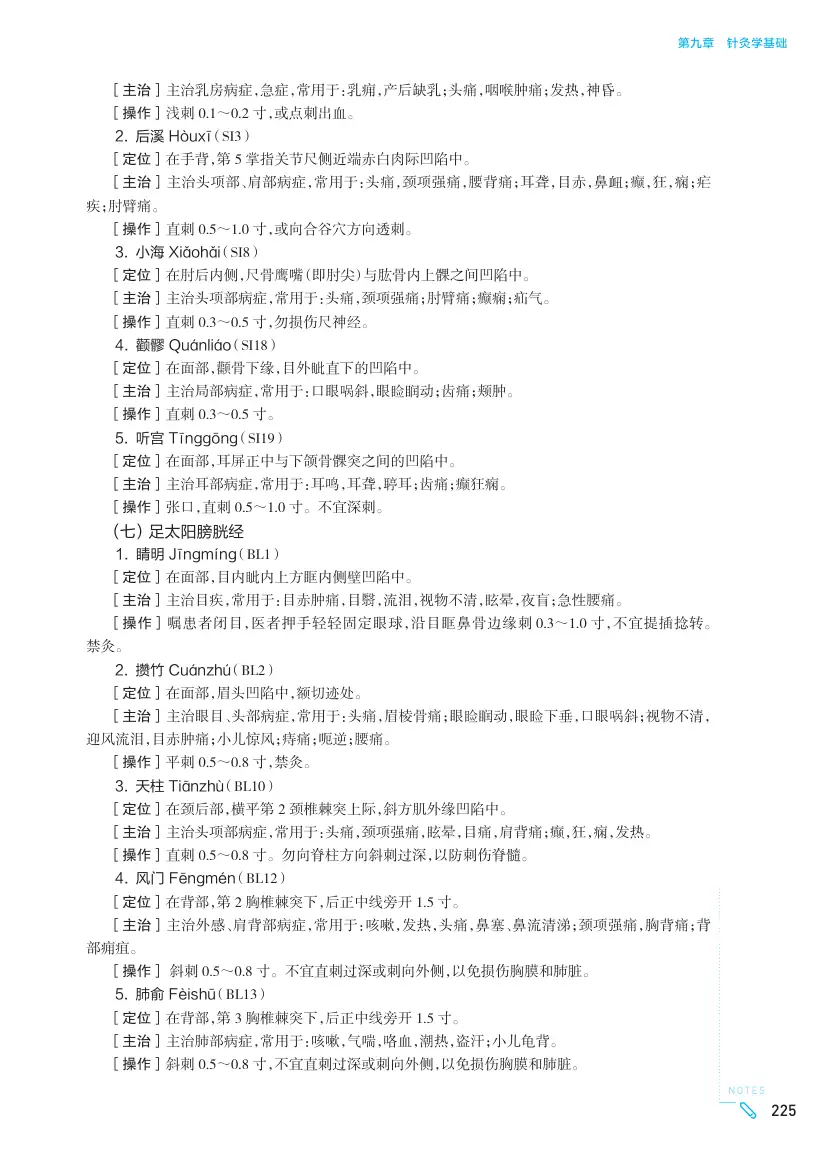 第九章 针灸学基础
［主治］主治乳房病症，急症，常用于：乳痈，产后缺乳；头痛，咽喉肿痛；发热，神昏。
［操作］浅刺 0.1～0.2 寸，或点刺出血。
2. 后溪 Hòuxī（SI3）
［定位］在手背，第 5 掌指关节尺侧近端赤白肉际凹陷中。
［主治］主治头项部、肩部病症，常用于：头痛，颈项强痛，腰背痛；耳聋，目赤，鼻衄；癫，狂，痫；疟
疾；肘臂痛。
［操作］直刺 0.5～1.0 寸，或向合谷穴方向透刺。
3. 小海 Xiǎohǎi（SI8）
［定位］在肘后内侧，尺骨鹰嘴（即肘尖）与肱骨内上髁之间凹陷中。
［主治］主治头项部病症，常用于：头痛，颈项强痛；肘臂痛；癫痫；疝气。
［操作］直刺 0.3～0.5 寸，勿损伤尺神经。
4. 颧髎 Quánliáo（SI18）
［定位］在面部，颧骨下缘，目外眦直下的凹陷中。
［主治］主治局部病症，常用于：口眼㖞斜，眼睑瞤动；齿痛；颊肿。
［操作］直刺 0.3～0.5 寸。
5. 听宫 Tīnggōng（SI19）
［定位］在面部，耳屏正中与下颌骨髁突之间的凹陷中。
［主治］主治耳部病症，常用于：耳鸣，耳聋，聤耳；齿痛；癫狂痫。
［操作］张口，直刺 0.5～1.0 寸。不宜深刺。
（七）足太阳膀胱经
1. 睛明 Jīngmíng（BL1）
［定位］在面部，目内眦内上方眶内侧壁凹陷中。
［主治］主治目疾，常用于：目赤肿痛，目翳，流泪，视物不清，眩晕，夜盲；急性腰痛。
［操作］嘱患者闭目，医者押手轻轻固定眼球，沿目眶鼻骨边缘刺 0.3～1.0 寸，不宜提插捻转。
禁灸。
2. 攒竹 Cuánzhú（BL2）
［定位］在面部，眉头凹陷中，额切迹处。
［主治］主治眼目、头部病症，常用于：头痛，眉棱骨痛；眼睑瞤动，眼睑下垂，口眼㖞斜；视物不清，
迎风流泪，目赤肿痛；小儿惊风；痔痛；呃逆；腰痛。
［操作］平刺 0.5～0.8 寸，禁灸。
3. 天柱 Tiānzhù（BL10）
［定位］在颈后部，横平第 2 颈椎棘突上际，斜方肌外缘凹陷中。
［主治］主治头项部病症，常用于：头痛，颈项强痛，眩晕，目痛，肩背痛；癫，狂，痫，发热。
［操作］直刺 0.5～0.8 寸。勿向脊柱方向斜刺过深，以防刺伤脊髓。
4. 风门 Fēngmén（BL12）
［定位］在背部，第 2 胸椎棘突下，后正中线旁开 1.5 寸。
［主治］主治外感、肩背部病症，常用于：咳嗽，发热，头痛，鼻塞、鼻流清涕；颈项强痛，胸背痛；背
部痈疽。
［操作］ 斜刺 0.5～0.8 寸。不宜直刺过深或刺向外侧，以免损伤胸膜和肺脏。
5. 肺俞 Fèishū（BL13）
［定位］在背部，第 3 胸椎棘突下，后正中线旁开 1.5 寸。
［主治］主治肺部病症，常用于：咳嗽，气喘，咯血，潮热，盗汗；小儿龟背。
［操作］斜刺 0.5～0.8 寸，不宜直刺过深或刺向外侧，以免损伤胸膜和肺脏。
NOTES
225